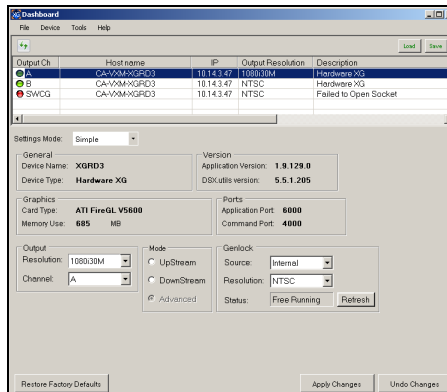 XG Dashboard
File Device Tools Help
Load Save
Output Ch Host name IP Output Resolution Description
A CA-VXM-XGRD3 10.14.3.47 1080i30M Hardware XG
B CA-VXM-XGRD3 10.14.3.47 NTSC Hardware XG
SWCG CA-VXM-XGRD3 10.14.3.47 NTSC Failed to Open Socket
Settings Mode: Simple
General Version
Device Name: XGRD3 Application Version: 1.9.129.0
Device Type: Hardware XG DSX.utils version: 5.5.1.205
Graphics Ports
Card Type: ATI FireGL V5600 Application Port: 6000
Memory Use: 685 MB Command Port: 4000
Output Mode Genlock
Resolution: 1080i30M UpStream Source: Internal
Channel: A DownStream Resolution: NTSC
Advanced Status: Free Running Refresh
Restore Factory Defaults Apply Changes Undo Changes